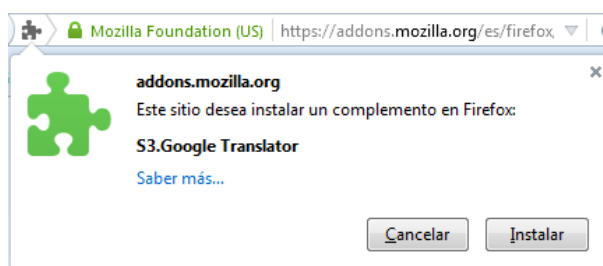 Mozilla Foundation (US) https://addons.mozilla.org/es/firefox,
addons.mozilla.org
Este sitio desea instalar un complemento en Firefox:
S3.Google Translator
Saber más...
Cancelar Instalar